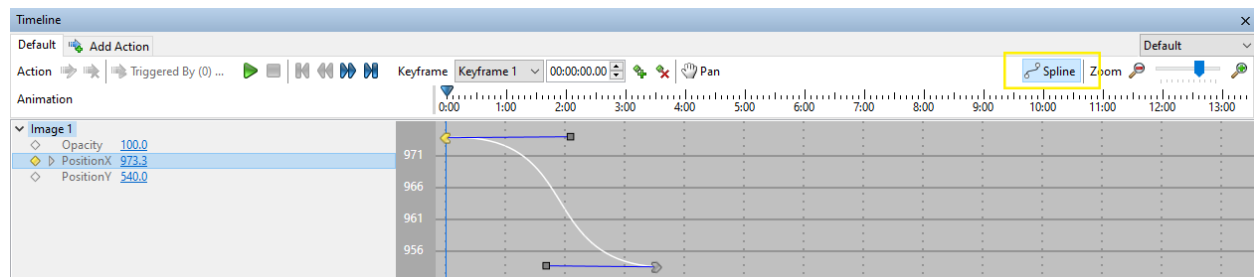 Timeline
Default Add Action Default
Action Triggered By (0) ... Keyframe Keyframe 1 00:00:00.00 Pan Spline Zoom
Animation 0:00 1:00 2:00 3:00 4:00 5:00 6:00 7:00 8:00 9:00 10:00 11:00 12:00 13:00
Image 1
Opacity 100.0
PositionX 973.3
PositionY 540.0
971
966
961
956